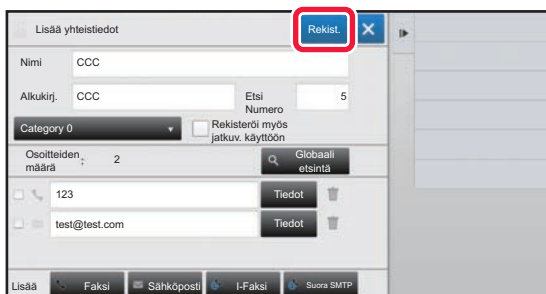 Lisää yhteistiedot Rekist.
Nimi CCC
Alkukirj. CCC Etsi Numero 5
Category 0 Rekisteröi myös jatkuv. käyttöön
Osoitteiden määrä : 2 Globaali etsintä
123 Tiedot
test@test.com Tiedot
Lisää Faksi Sähköposti I-Faksi Suora SMTP